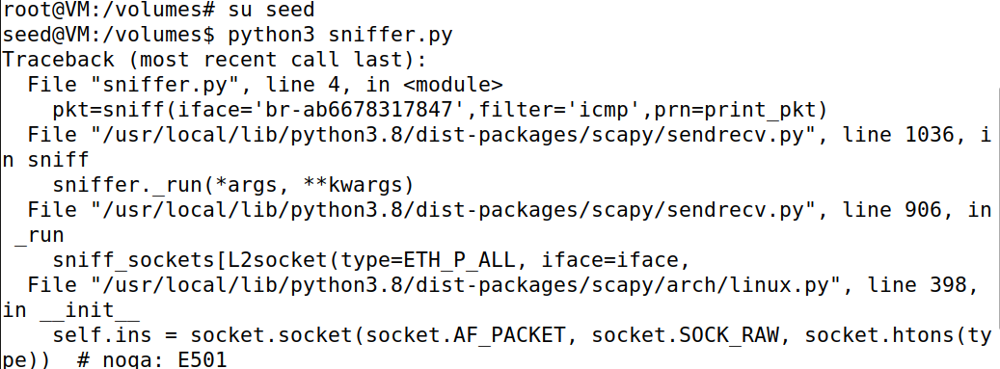 root@VM:/volumes# su seed
seed@VM:/volumes$ python3 sniffer.py
Traceback (most recent call last):
  File "sniffer.py", line 4, in <module>
    pkt=sniff(iface='br-ab6678317847',filter='icmp',prn=print_pkt)
  File "/usr/local/lib/python3.8/dist-packages/scapy/sendrecv.py", line 1036, i
n sniff
    sniffer._run(*args, **kwargs)
  File "/usr/local/lib/python3.8/dist-packages/scapy/sendrecv.py", line 906, in
 _run
    sniff_sockets[L2socket(type=ETH_P_ALL, iface=iface,
  File "/usr/local/lib/python3.8/dist-packages/scapy/arch/linux.py", line 398,
in __init__
    self.ins = socket.socket(socket.AF_PACKET, socket.SOCK_RAW, socket.htons(ty
pe))  # noqa: E501